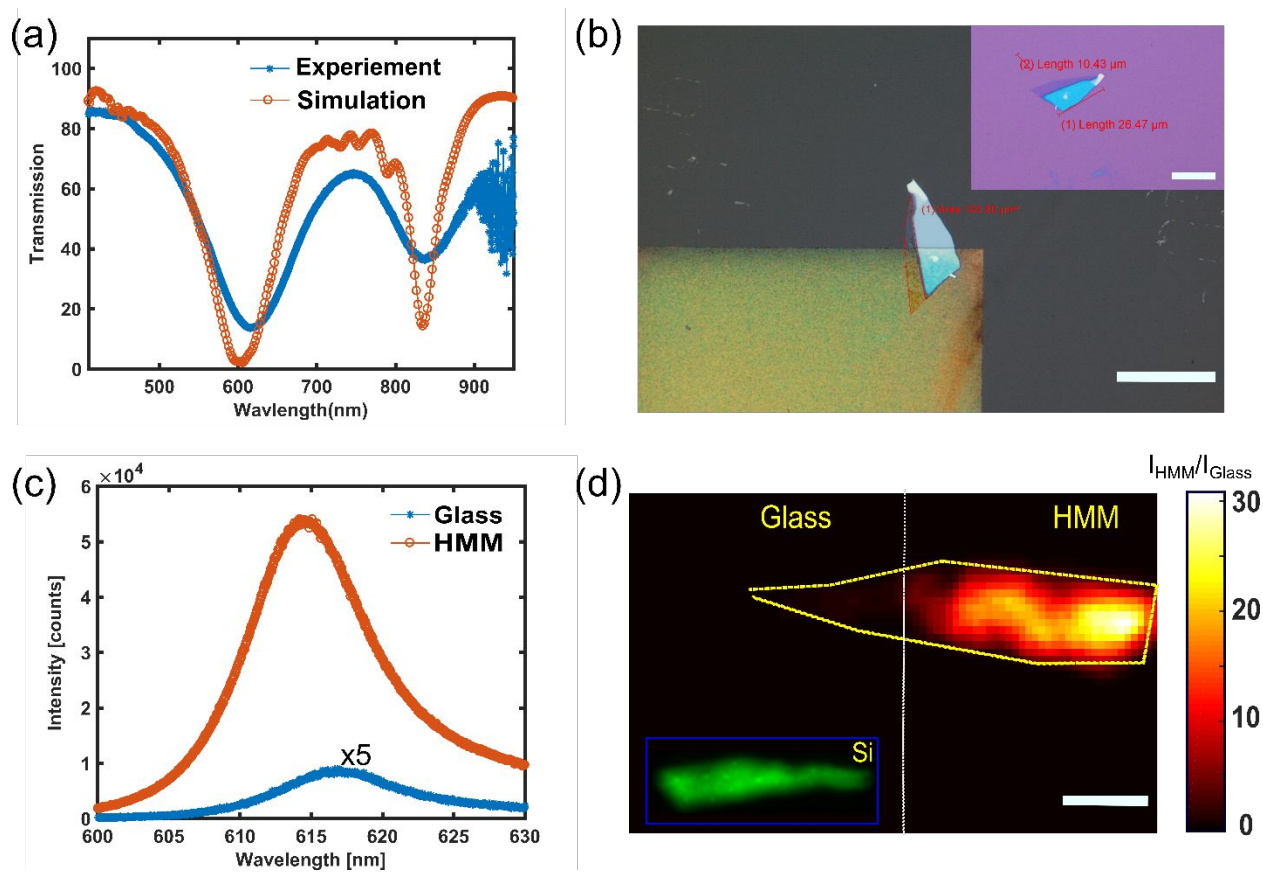 (a)
100
80
60
40
20
0
Transmission
Experiement
Simulation
500 600 700 800 900
Wavlength(nm)
(b)
(2) Length 10.43 µm
(1) Length 26.47 µm
(c)
×10⁴
6
5
4
3
2
1
0
Intensity [counts]
Glass
HMM
x5
600 605 610 615 620 625 630
Wavelength [nm]
(d)
I_HMM/I_Glass
Glass HMM
Si
30
20
10
0